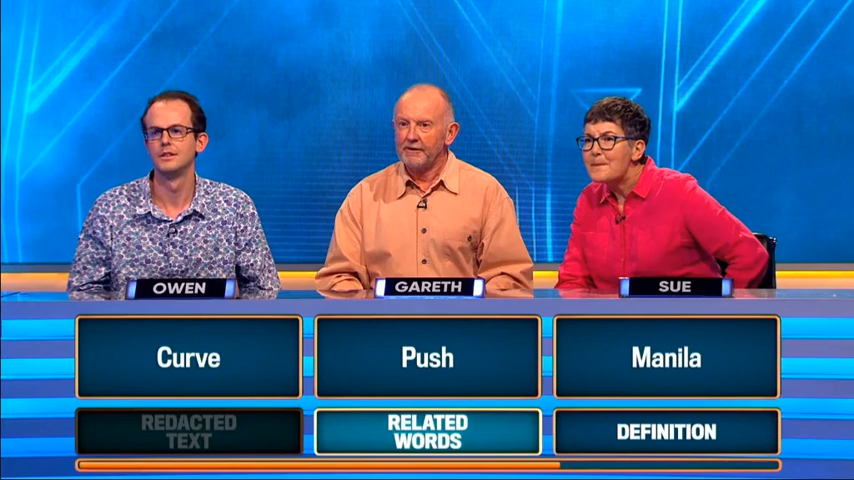 OWEN
GARETH
SUE
Curve
Push
Manila
REDACTED
TEXT
RELATED
WORDS
DEFINITION